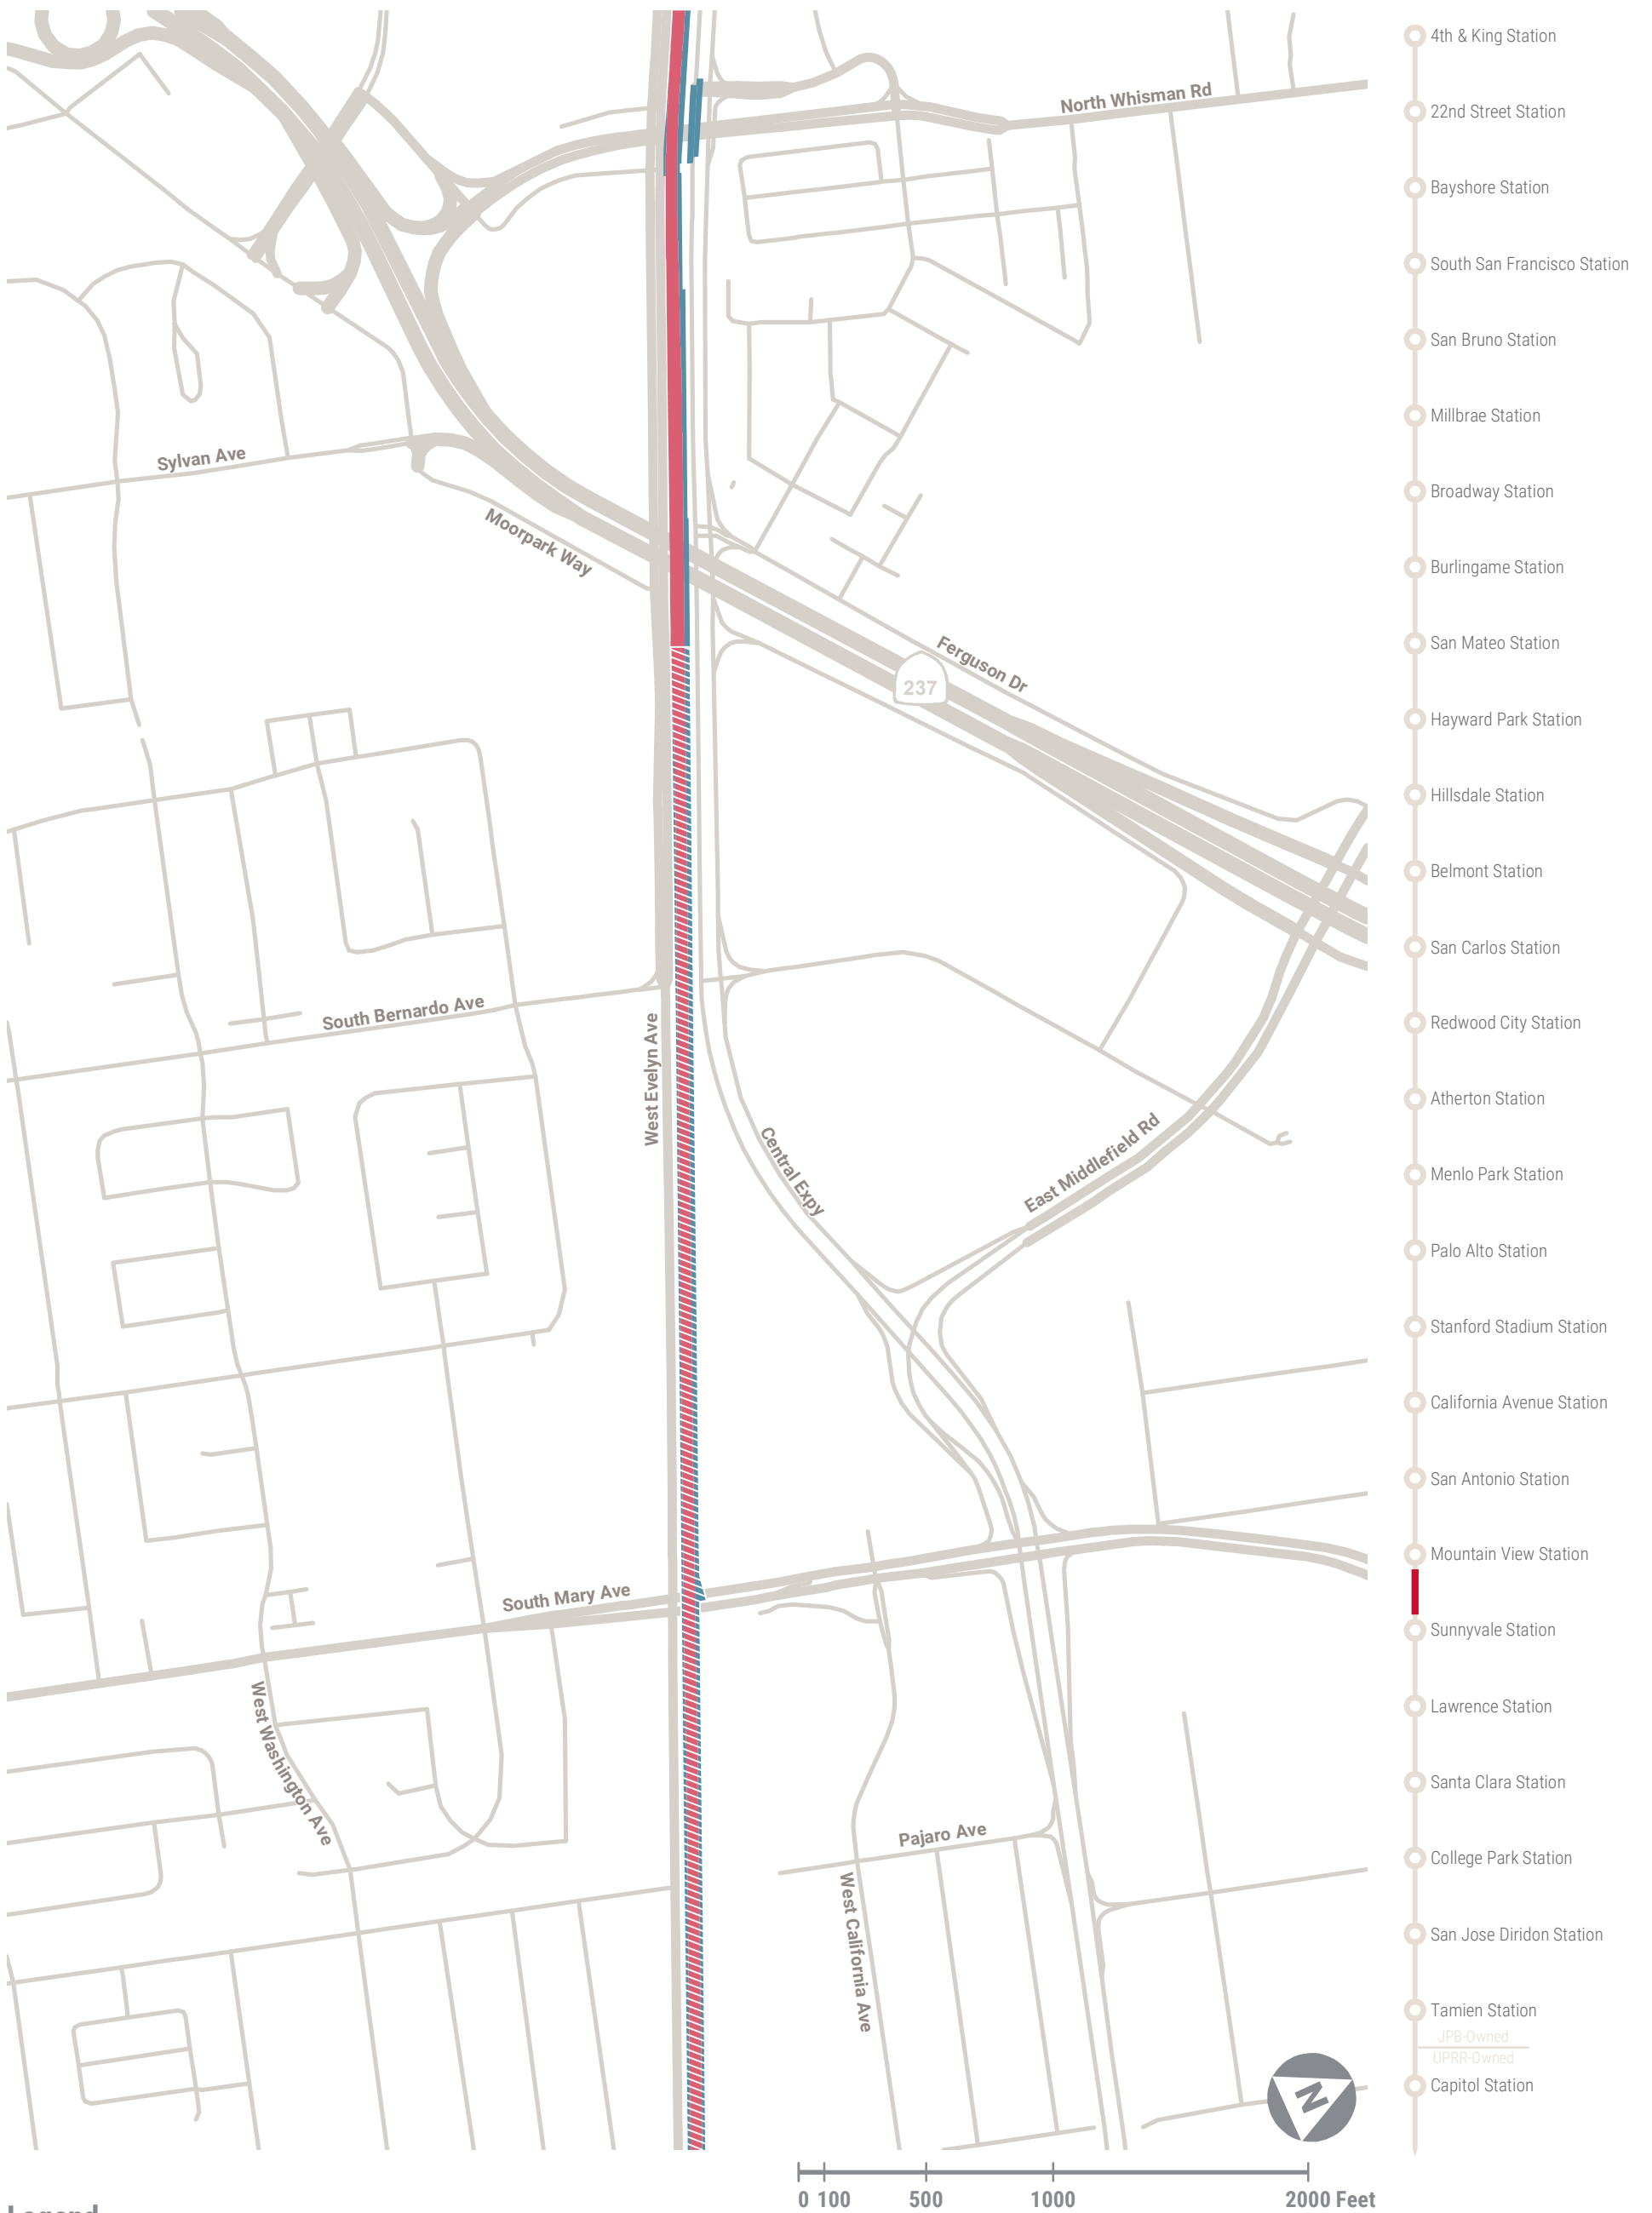 North Whisman Rd
Sylvan Ave
Moorpark Way
Ferguson Dr
237
South Bernardo Ave
West Evelyn Ave
Central Expy
East Middlefield Rd
South Mary Ave
West Washington Ave
Pajaro Ave
West California Ave
N
0 100 500 1000 2000 Feet
Legend
4th & King Station
22nd Street Station
Bayshore Station
South San Francisco Station
San Bruno Station
Millbrae Station
Broadway Station
Burlingame Station
San Mateo Station
Hayward Park Station
Hillsdale Station
Belmont Station
San Carlos Station
Redwood City Station
Atherton Station
Menlo Park Station
Palo Alto Station
Stanford Stadium Station
California Avenue Station
San Antonio Station
Mountain View Station
Sunnyvale Station
Lawrence Station
Santa Clara Station
College Park Station
San Jose Diridon Station
Tamien Station
JPB-Owned
UPRR-Owned
Capitol Station